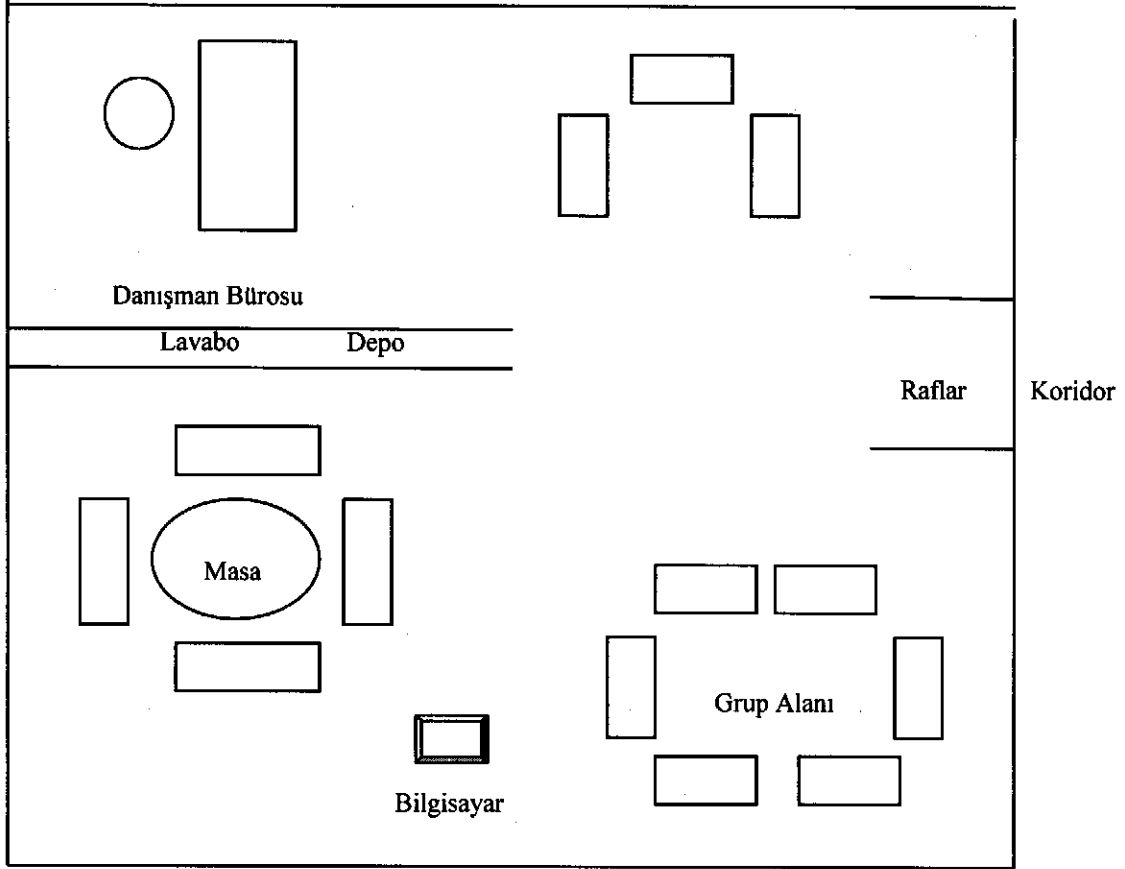 Danışman Bürosu
Lavabo
Depo
Raflar
Koridor
Masa
Grup Alanı
Bilgisayar